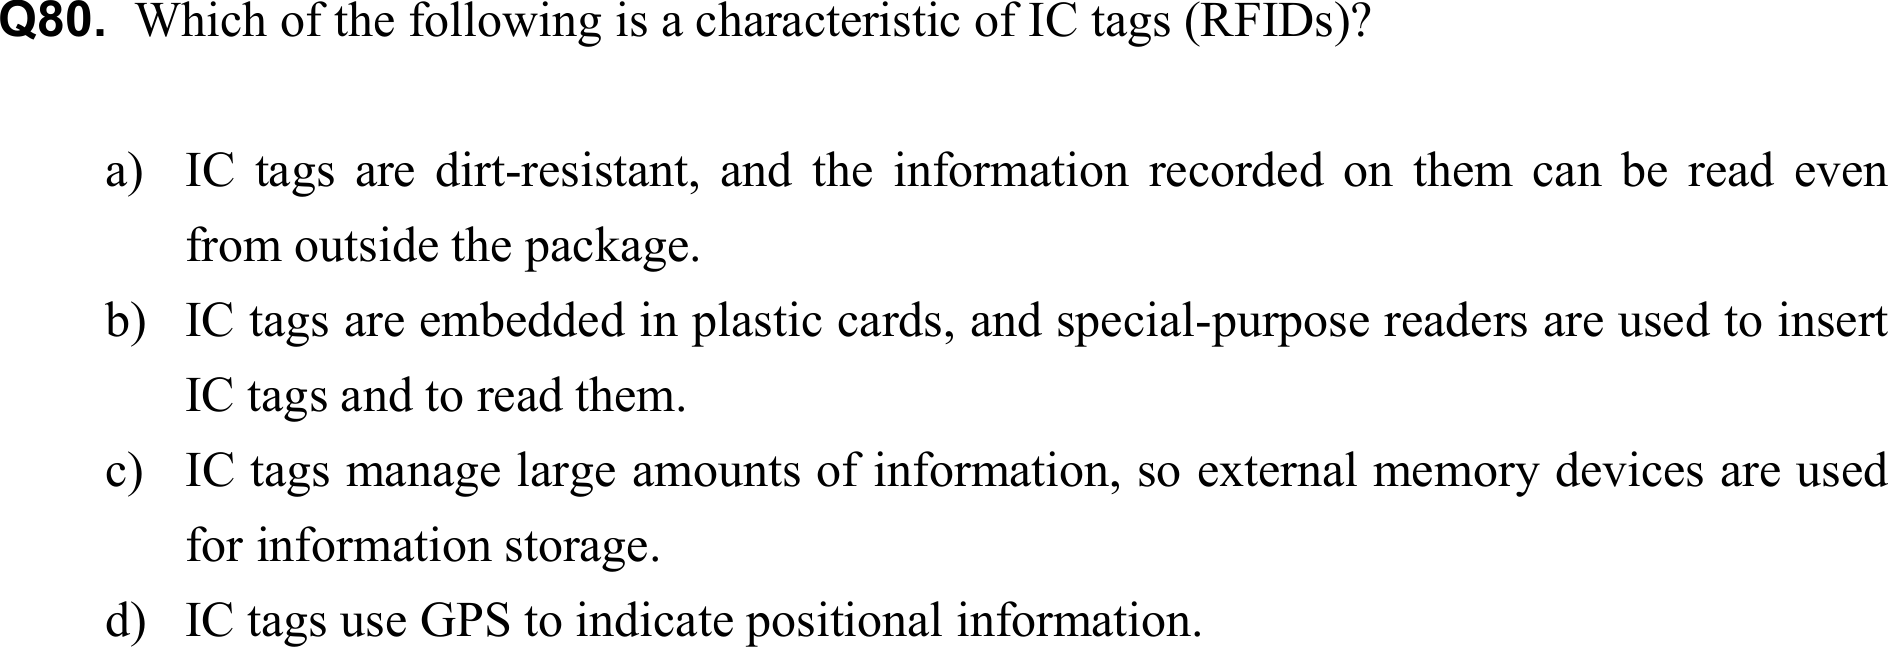 Q80. Which of the following is a characteristic of IC tags (RFIDs)?
a) IC tags are dirt-resistant, and the information recorded on them can be read even
from outside the package.
b) IC tags are embedded in plastic cards, and special-purpose readers are used to insert
IC tags and to read them.
c) IC tags manage large amounts of information, so external memory devices are used
for information storage.
d) IC tags use GPS to indicate positional information.